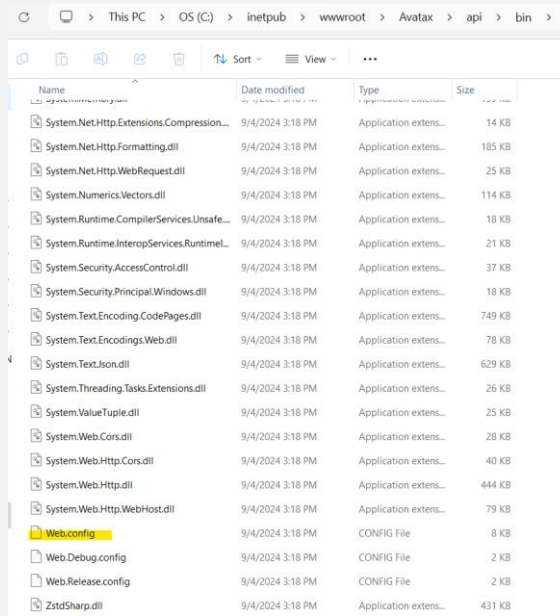 This PC > OS (C:) > inetpub > wwwroot > Avatax > api > bin >
Sort View ...
Name Date modified Type Size
System.Net.Http.Extensions.Compression.... 9/4/2024 3:18 PM Application extens... 14 KB
System.Net.Http.Formatting.dll 9/4/2024 3:18 PM Application extens... 185 KB
System.Net.Http.WebRequest.dll 9/4/2024 3:18 PM Application extens... 25 KB
System.Numerics.Vectors.dll 9/4/2024 3:18 PM Application extens... 114 KB
System.Runtime.CompilerServices.Unsafe.... 9/4/2024 3:18 PM Application extens... 18 KB
System.Runtime.InteropServices.RuntimeI... 9/4/2024 3:18 PM Application extens... 21 KB
System.Security.AccessControl.dll 9/4/2024 3:18 PM Application extens... 37 KB
System.Security.Principal.Windows.dll 9/4/2024 3:18 PM Application extens... 18 KB
System.Text.Encoding.CodePages.dll 9/4/2024 3:18 PM Application extens... 749 KB
System.Text.Encodings.Web.dll 9/4/2024 3:18 PM Application extens... 78 KB
System.Text.Json.dll 9/4/2024 3:18 PM Application extens... 629 KB
System.Threading.Tasks.Extensions.dll 9/4/2024 3:18 PM Application extens... 26 KB
System.ValueTuple.dll 9/4/2024 3:18 PM Application extens... 25 KB
System.Web.Cors.dll 9/4/2024 3:18 PM Application extens... 28 KB
System.Web.Http.Cors.dll 9/4/2024 3:18 PM Application extens... 40 KB
System.Web.Http.dll 9/4/2024 3:18 PM Application extens... 444 KB
System.Web.Http.WebHost.dll 9/4/2024 3:18 PM Application extens... 79 KB
Web.config 9/4/2024 3:18 PM CONFIG File 8 KB
Web.Debug.config 9/4/2024 3:18 PM CONFIG File 2 KB
Web.Release.config 9/4/2024 3:18 PM CONFIG File 2 KB
ZstdSharp.dll 9/4/2024 3:18 PM Application extens... 431 KB